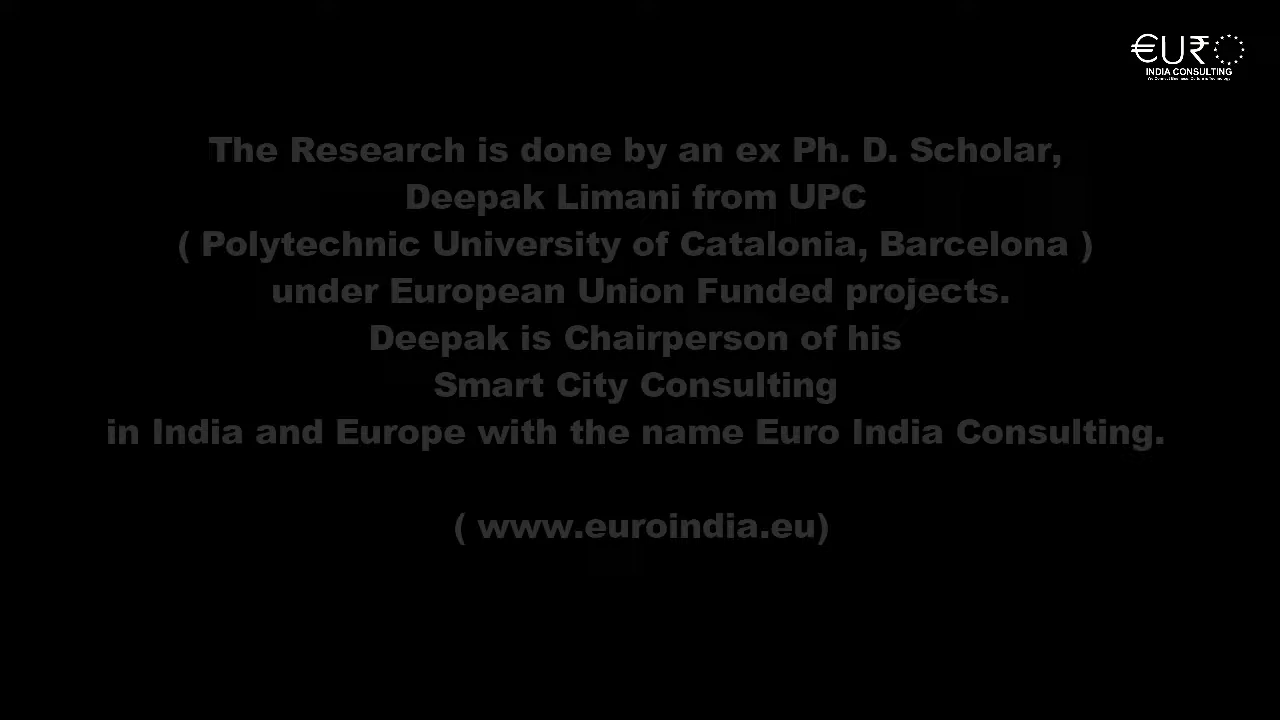 €UR
INDIA CONSULTING
The Research is done by an ex Ph. D. Scholar,
Deepak Limani from UPC
( Polytechnic University of Catalonia, Barcelona )
under European Union Funded projects.
Deepak is Chairperson of his
Smart City Consulting
in India and Europe with the name Euro India Consulting.
( www.euroindia.eu)